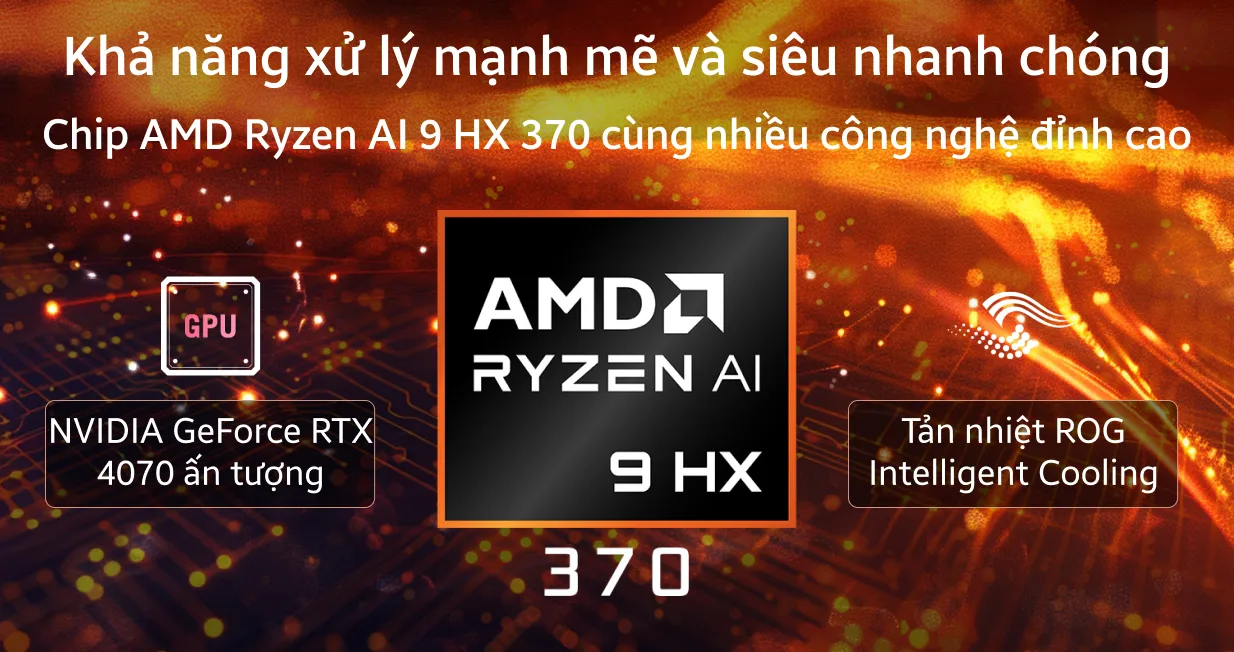 Khả năng xử lý mạnh mẽ và siêu nhanh chóng
Chip AMD Ryzen AI 9 HX 370 cùng nhiều công nghệ đỉnh cao
GPU
NVIDIA GeForce RTX
4070 ấn tượng
AMD
RYZEN AI
9 HX
370
Tản nhiệt ROG
Intelligent Cooling